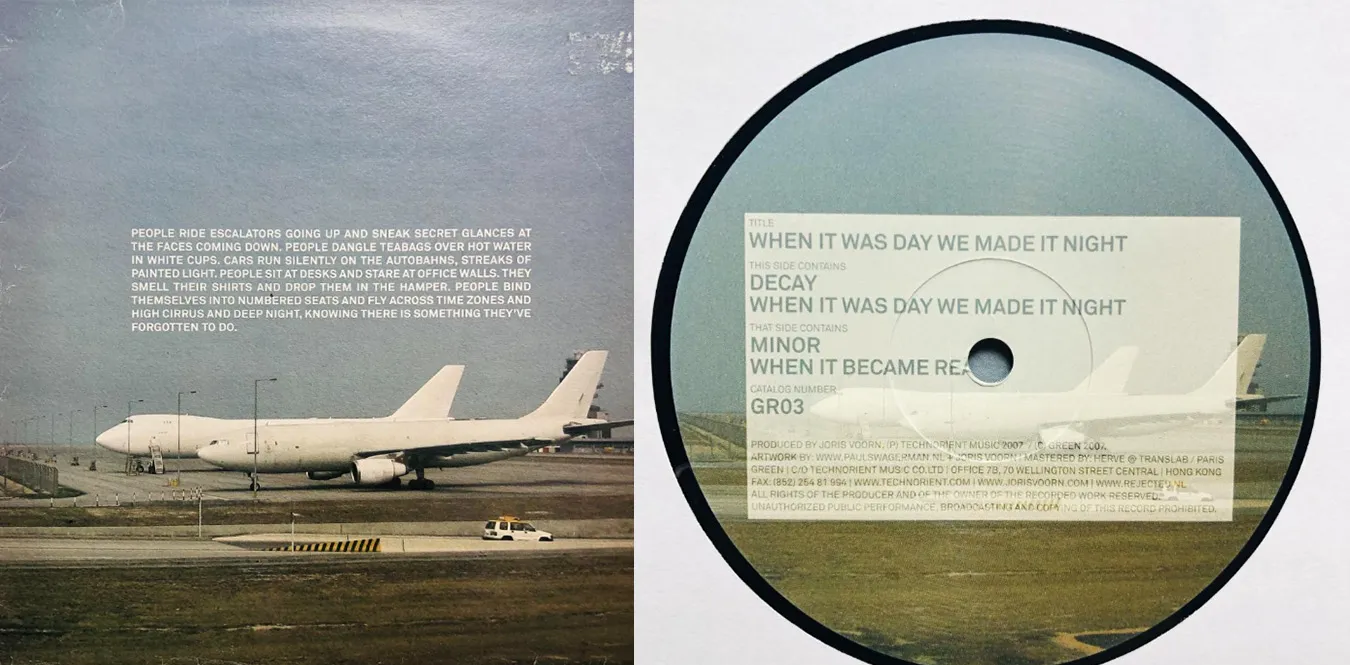 PEOPLE RIDE ESCALATORS GOING UP AND SNEAK SECRET GLANCES AT
THE FACES COMING DOWN. PEOPLE DANGLE TEABAGS OVER HOT WATER
IN WHITE CUPS. CARS RUN SILENTLY ON THE AUTOBAHNS, STREAKS OF
PAINTED LIGHT. PEOPLE SIT AT DESKS AND STARE AT OFFICE WALLS. THEY
SMELL THEIR SHIRTS AND DROP THEM IN THE HAMPER. PEOPLE BIND
THEMSELVES INTO NUMBERED SEATS AND FLY ACROSS TIME ZONES AND
HIGH CIRRUS AND DEEP NIGHT, KNOWING THERE IS SOMETHING THEY'VE
FORGOTTEN TO DO.
TITLE
WHEN IT WAS DAY WE MADE IT NIGHT
THIS SIDE CONTAINS
DECAY
WHEN IT WAS DAY WE MADE IT NIGHT
THAT SIDE CONTAINS
MINOR
WHEN IT BECAME
CATALOG NUMBER
GR03
PRODUCED BY JORIS VOORN, (P) TECHNORIENT MUSIC 2007 / (C) GREEN 2007.
ARTWORK BY: WWW.PAULSWAGERMAN.NL + JORIS VOORN • MASTERED BY: HERVE @ TRANSLAB / PARIS
GREEN | C/O TECHNORIENT MUSIC CO.LTD | OFFICE 7B, 70 WELLINGTON STREET CENTRAL | HONG KONG
FAX: (852) 254 81 994 | WWW.TECHNORIENT.COM | WWW.JORISVOORN.COM | WWW.REJECTED.NL
ALL RIGHTS OF THE PRODUCER AND OF THE OWNER OF THE RECORDED WORK RESERVED.
UNAUTHORIZED PUBLIC PERFORMANCE, BROADCASTING AND COPYING OF THIS RECORD PROHIBITED.